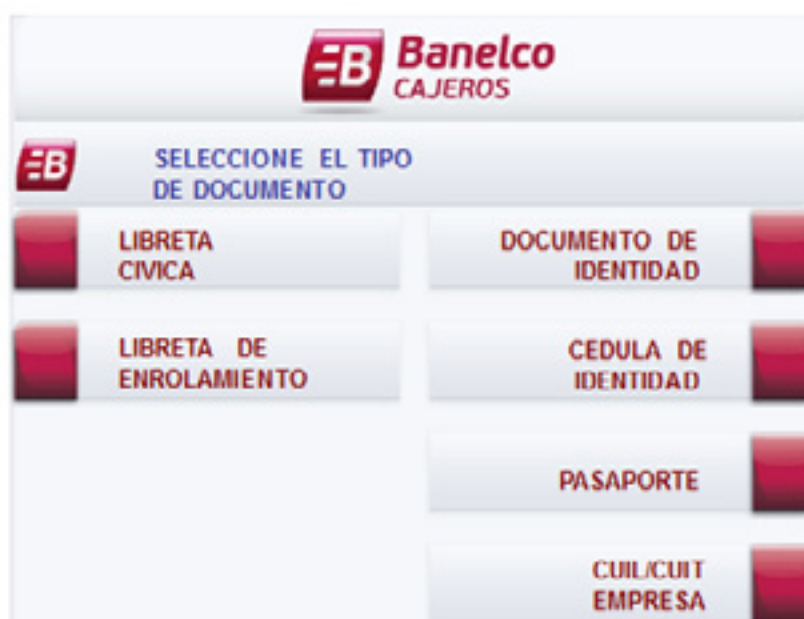 Banelco
CAJEROS
SELECCIONE EL TIPO
DE DOCUMENTO
LIBRETA
CIVICA
DOCUMENTO DE
IDENTIDAD
LIBRETA DE
ENROLAMIENTO
CEDULA DE
IDENTIDAD
PASAPORTE
CUIL/CUIT
EMPRESA